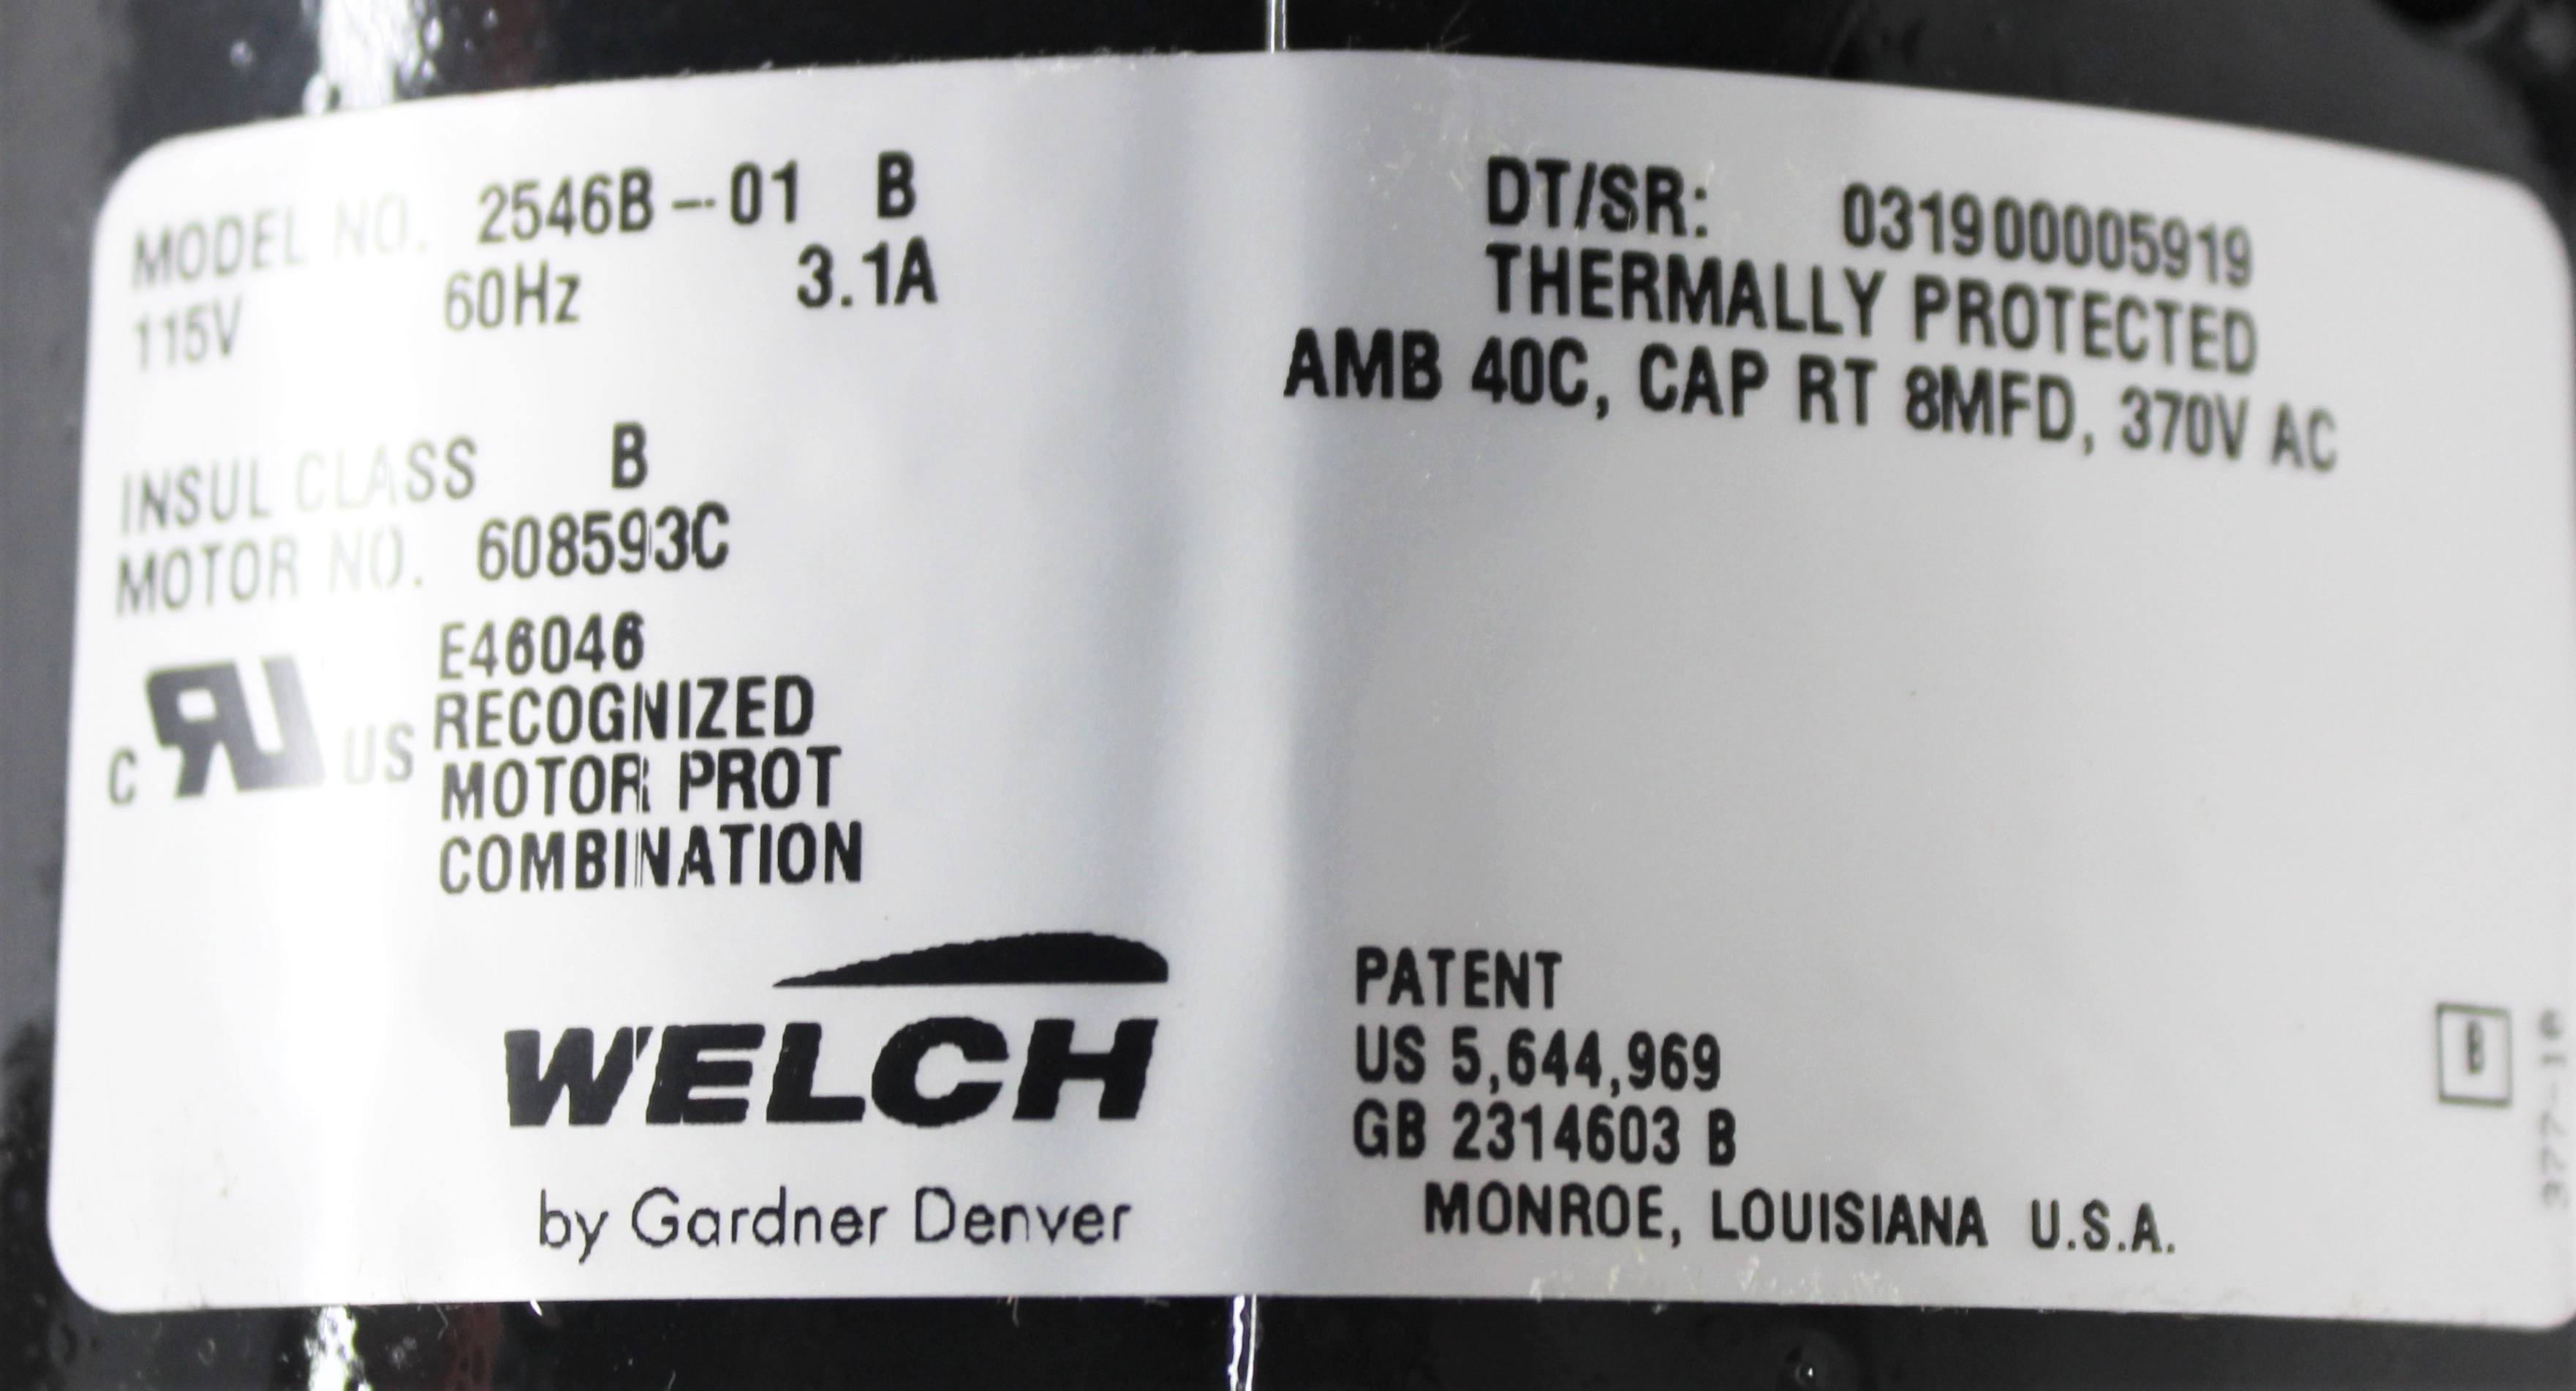 MODEL NO. 2546B-01 B
115V 60Hz 3.1A
INSUL CLASS B
MOTOR NO. 608593C
E46046
RECOGNIZED
C RU US
MOTOR PROT
COMBINATION
WELCH
by Gardner Denver
DT/SR: 031900005919
THERMALLY PROTECTED
AMB 40C, CAP RT 8MFD, 370V AC
PATENT
US 5,644,969
GB 2314603 B
MONROE, LOUISIANA U.S.A.
B